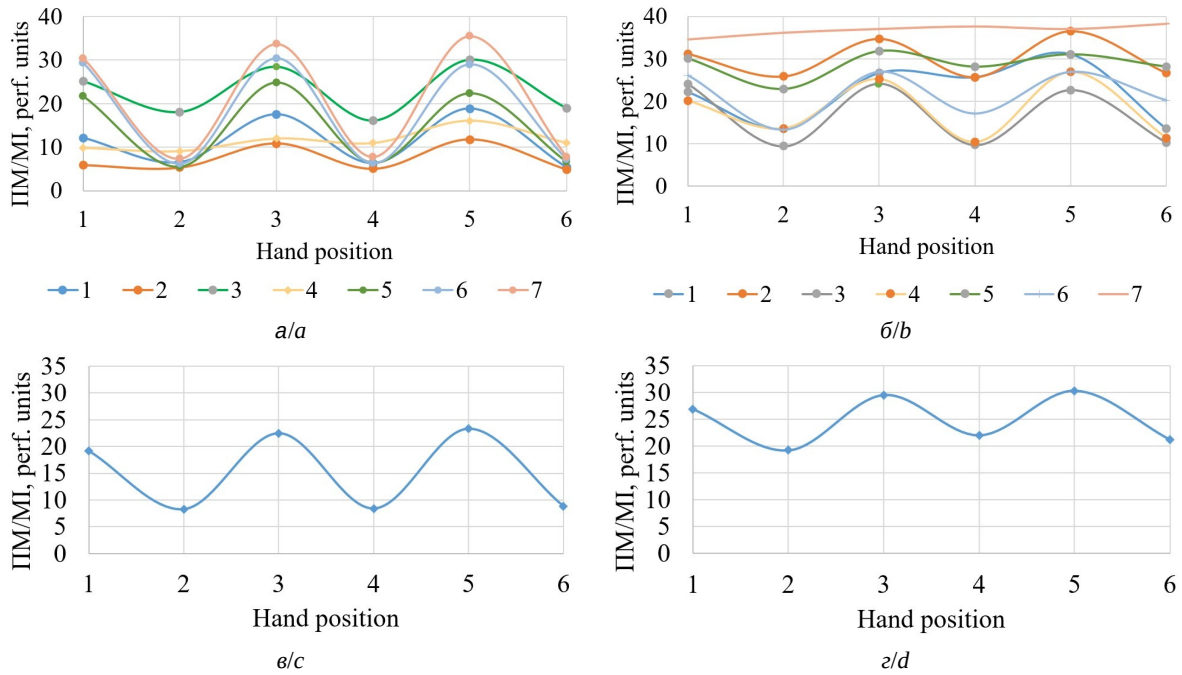 40
30
20
10
0
ПМ/MI, perf. units
1 2 3 4 5 6
Hand position
1 2 3 4 5 6 7
а/a
40
30
20
10
0
ПМ/MI, perf. units
1 2 3 4 5 6
Hand position
1 2 3 4 5 6 7
б/b
35
30
25
20
15
10
5
0
ПМ/MI, perf. units
1 2 3 4 5 6
Hand position
в/c
35
30
25
20
15
10
5
0
ПМ/MI, perf. units
1 2 3 4 5 6
Hand position
г/d